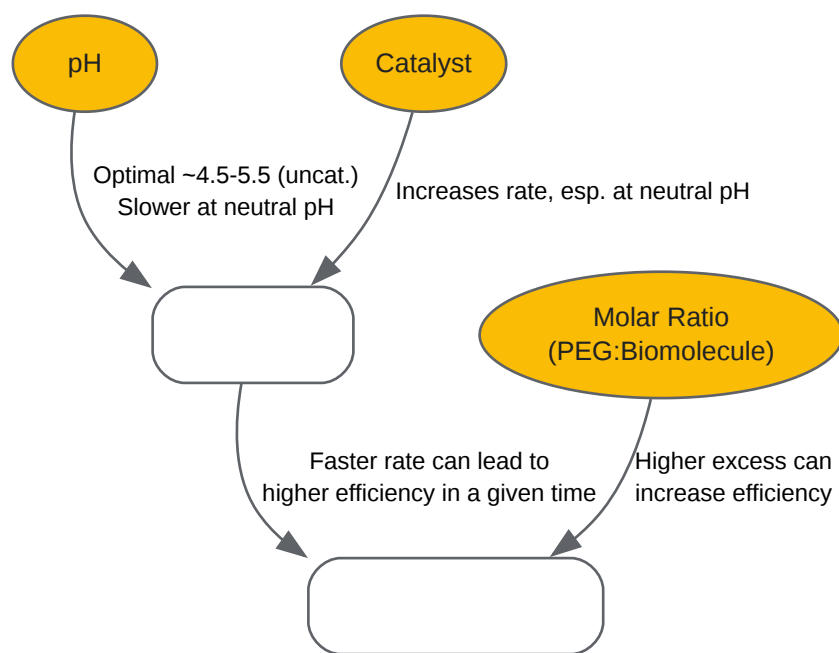 pH
Catalyst
Optimal ~4.5-5.5 (uncat.)
Slower at neutral pH
Increases rate, esp. at neutral pH
Molar Ratio
(PEG:Biomolecule)
Faster rate can lead to
higher efficiency in a given time
Higher excess can
increase efficiency